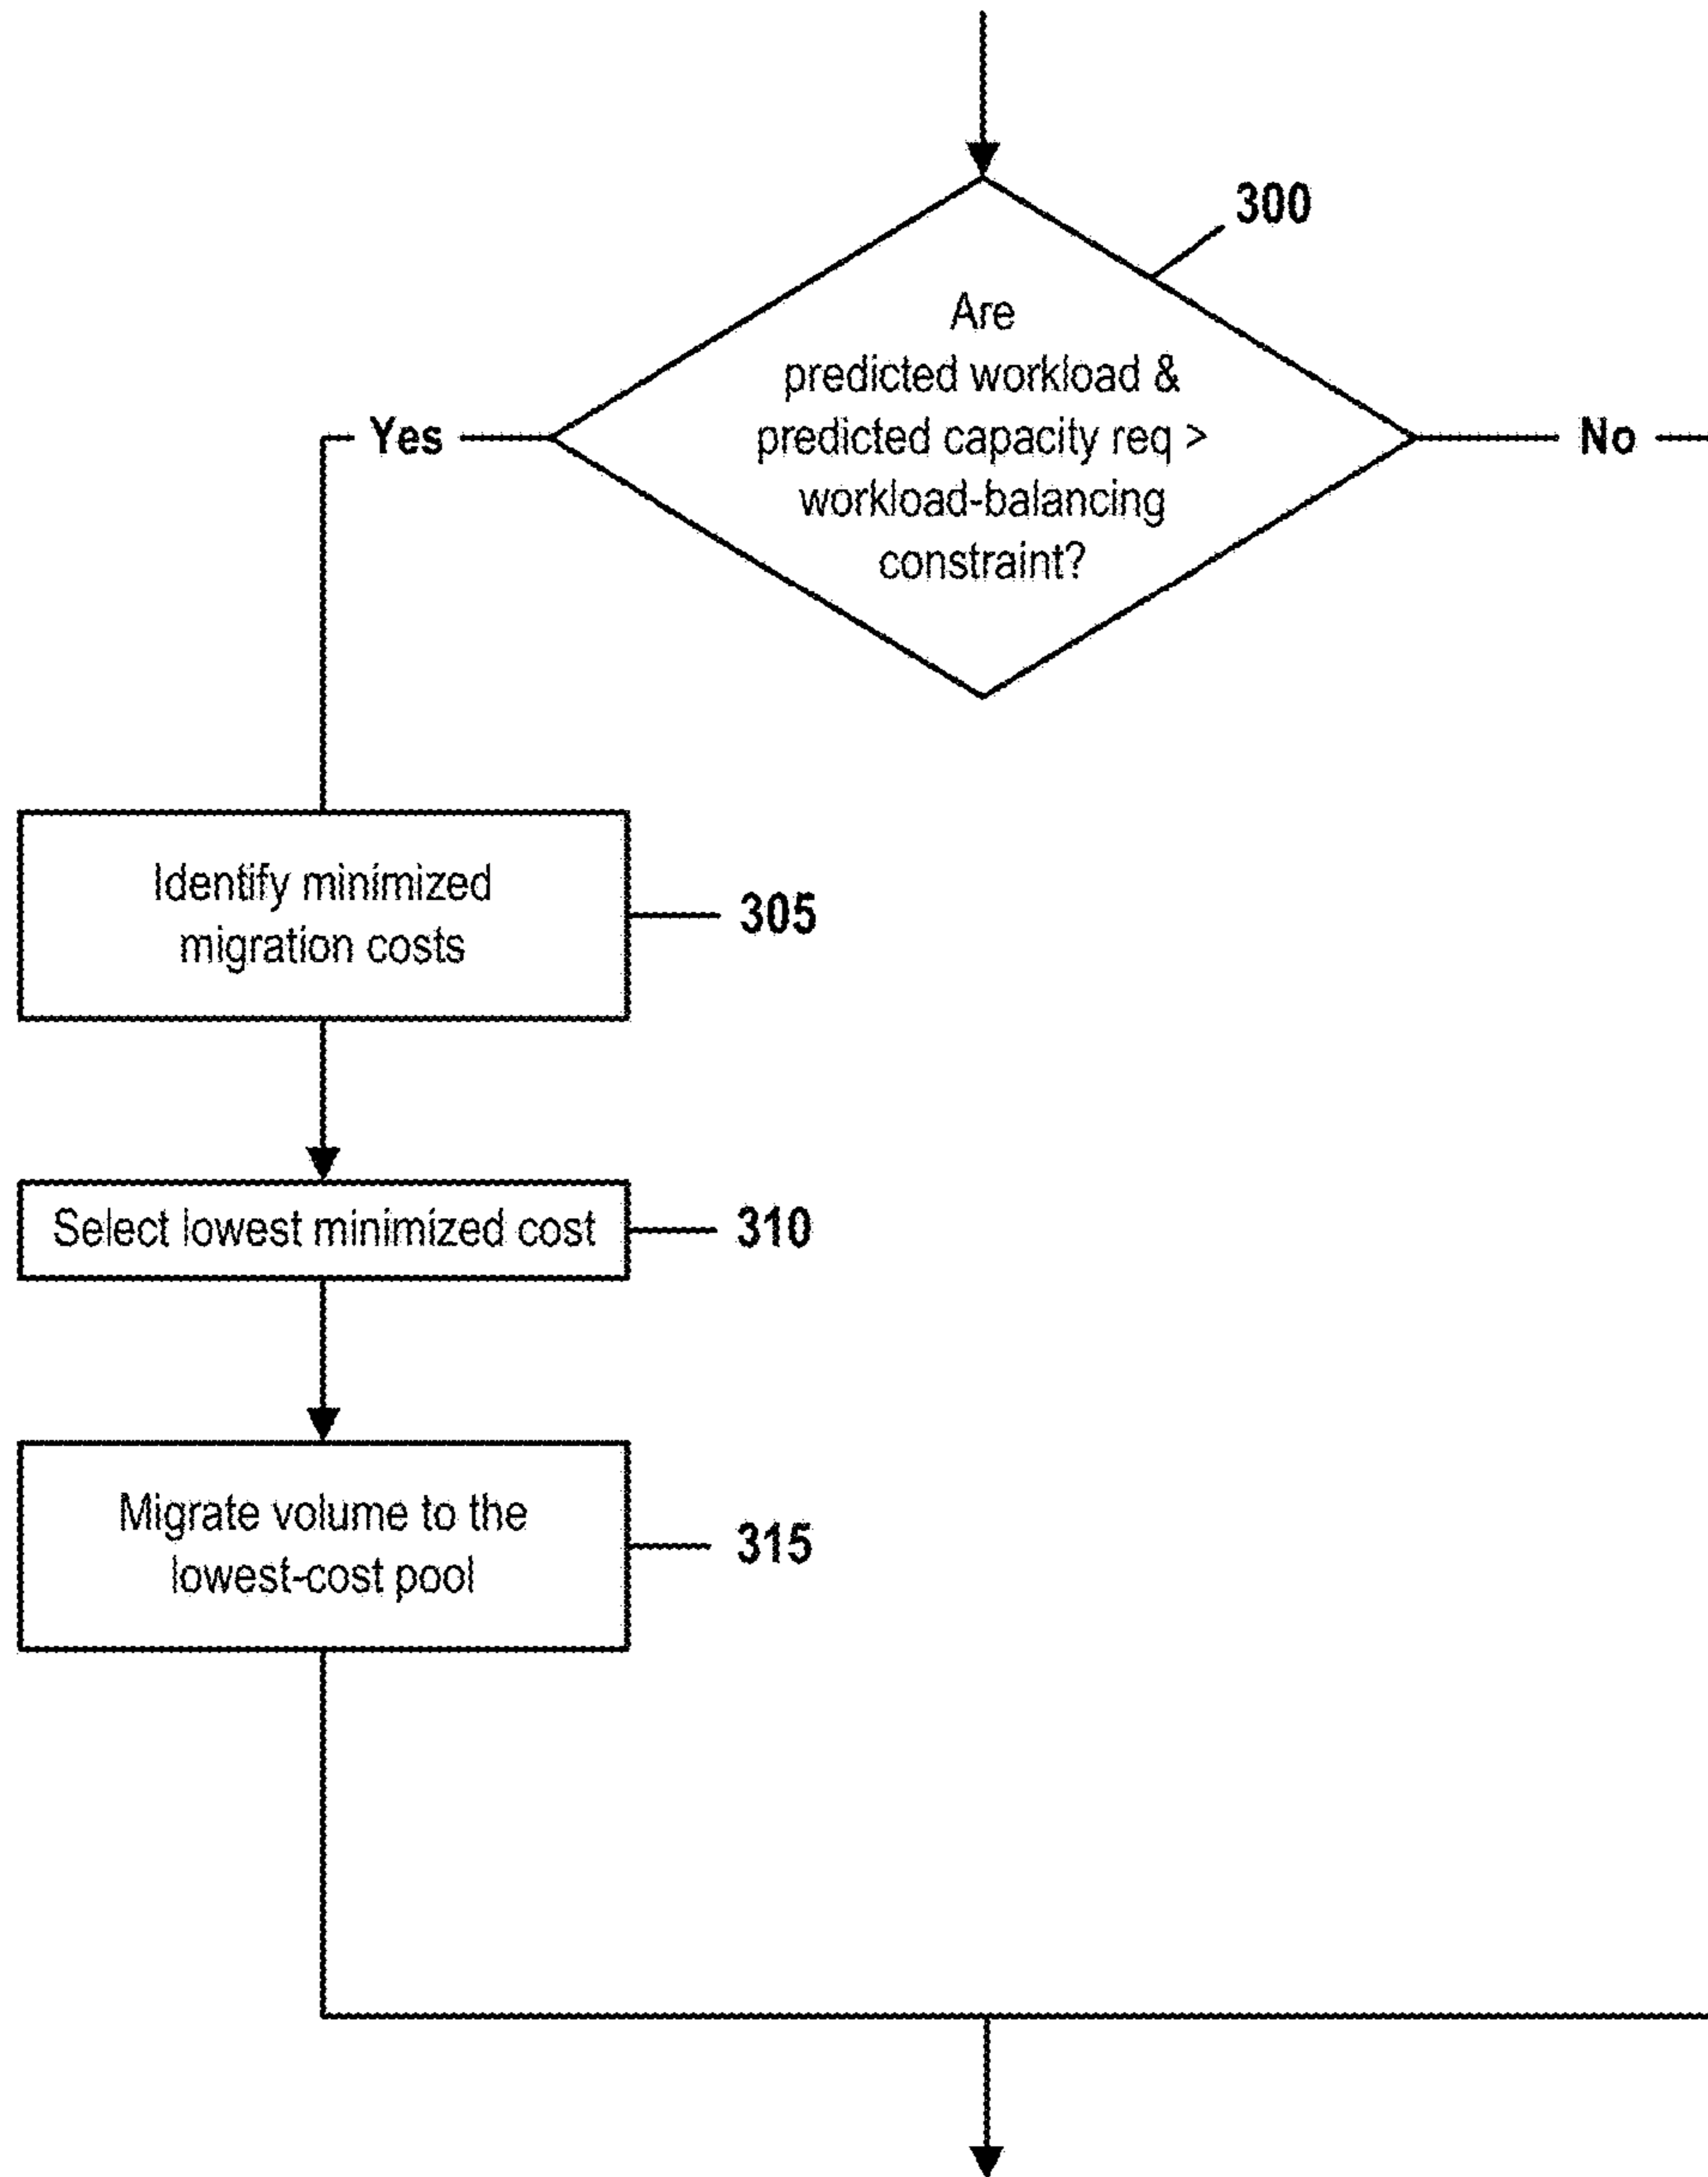 300
Are
predicted workload &
predicted capacity req >
workload-balancing
constraint?
Yes
No
Identify minimized
migration costs
305
Select lowest minimized cost
310
Migrate volume to the
lowest-cost pool
315